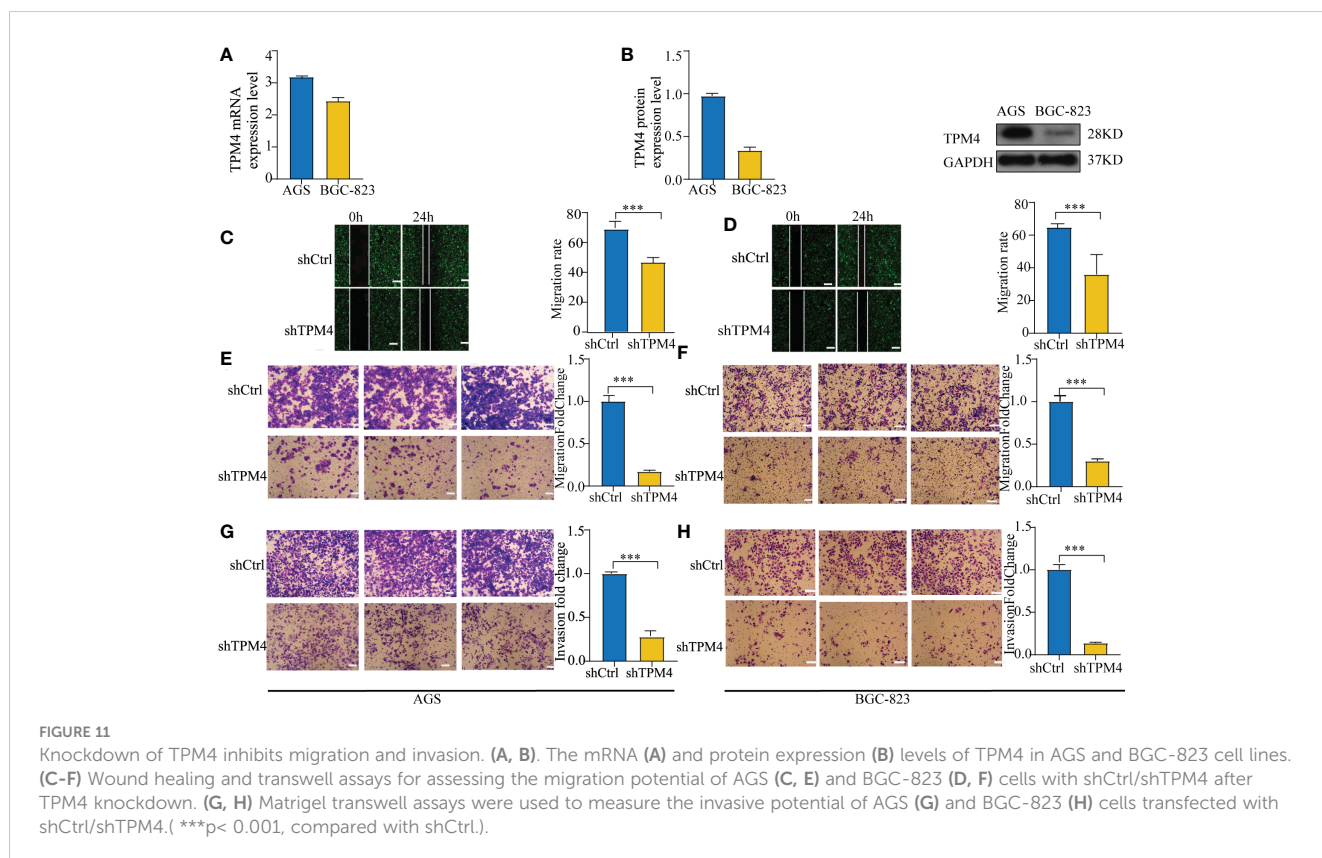 A
TPM4 mRNA
expression level
4
3
2
1
0
AGS BGC-823
B
TPM4 protein
expression level
1.5
1.0
0.5
0.0
AGS BGC-823
AGS BGC-823
TPM4 28KD
GAPDH 37KD
C
0h 24h
shCtrl
shTPM4
Migration rate
80
60
40
20
0
***
shCtrl shTPM4
D
0h 24h
shCtrl
shTPM4
Migration rate
80
60
40
20
0
***
shCtrl shTPM4
E
shCtrl
shTPM4
MigrationFoldChange
1.5
1.0
0.5
0.0
***
shCtrl shTPM4
F
shCtrl
shTPM4
MigrationFoldChange
1.5
1.0
0.5
0.0
***
shCtrl shTPM4
G
shCtrl
shTPM4
Invasion fold change
1.5
1.0
0.5
0.0
***
shCtrl shTPM4
H
shCtrl
shTPM4
InvasionFoldChange
1.5
1.0
0.5
0.0
***
shCtrl shTPM4
AGS
BGC-823
FIGURE 11
Knockdown of TPM4 inhibits migration and invasion. (A, B). The mRNA (A) and protein expression (B) levels of TPM4 in AGS and BGC-823 cell lines.
(C-F) Wound healing and transwell assays for assessing the migration potential of AGS (C, E) and BGC-823 (D, F) cells with shCtrl/shTPM4 after
TPM4 knockdown. (G, H) Matrigel transwell assays were used to measure the invasive potential of AGS (G) and BGC-823 (H) cells transfected with
shCtrl/shTPM4.( ***p< 0.001, compared with shCtrl.).